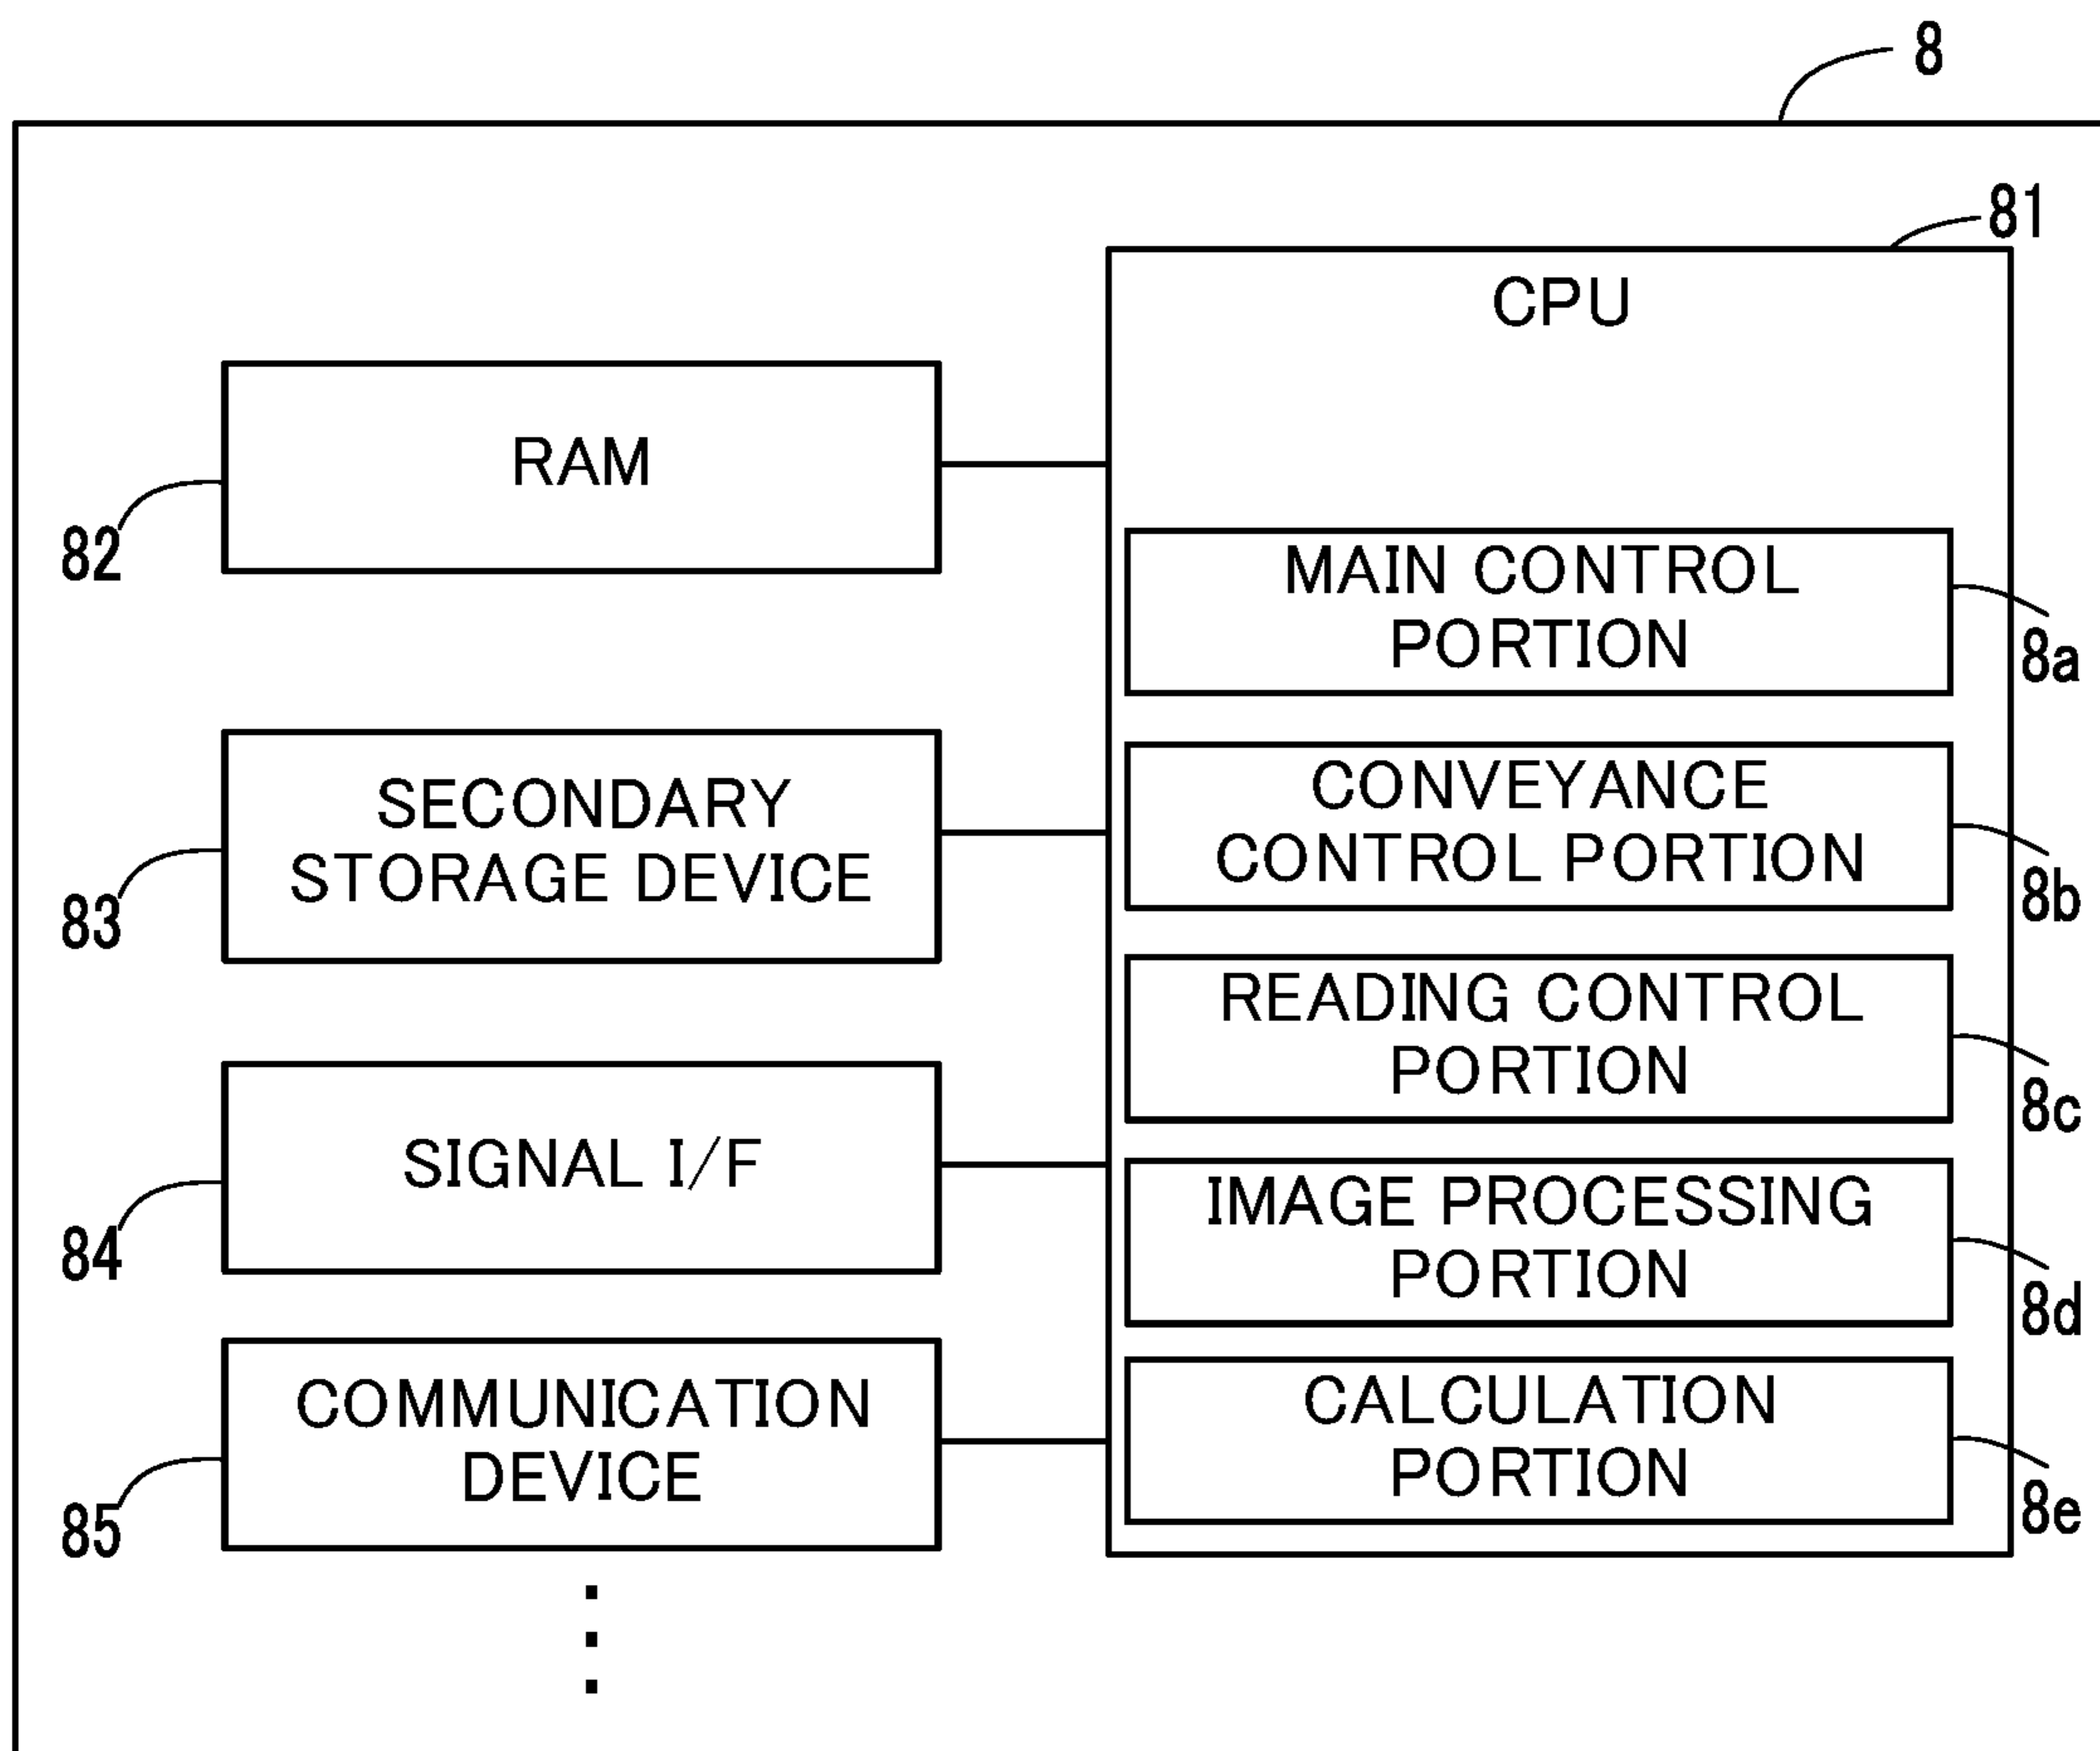 8
81
CPU
RAM
82
MAIN CONTROL
PORTION
8a
SECONDARY
STORAGE DEVICE
83
CONVEYANCE
CONTROL PORTION
8b
READING CONTROL
PORTION
8c
SIGNAL I/F
84
IMAGE PROCESSING
PORTION
8d
COMMUNICATION
DEVICE
85
CALCULATION
PORTION
8e